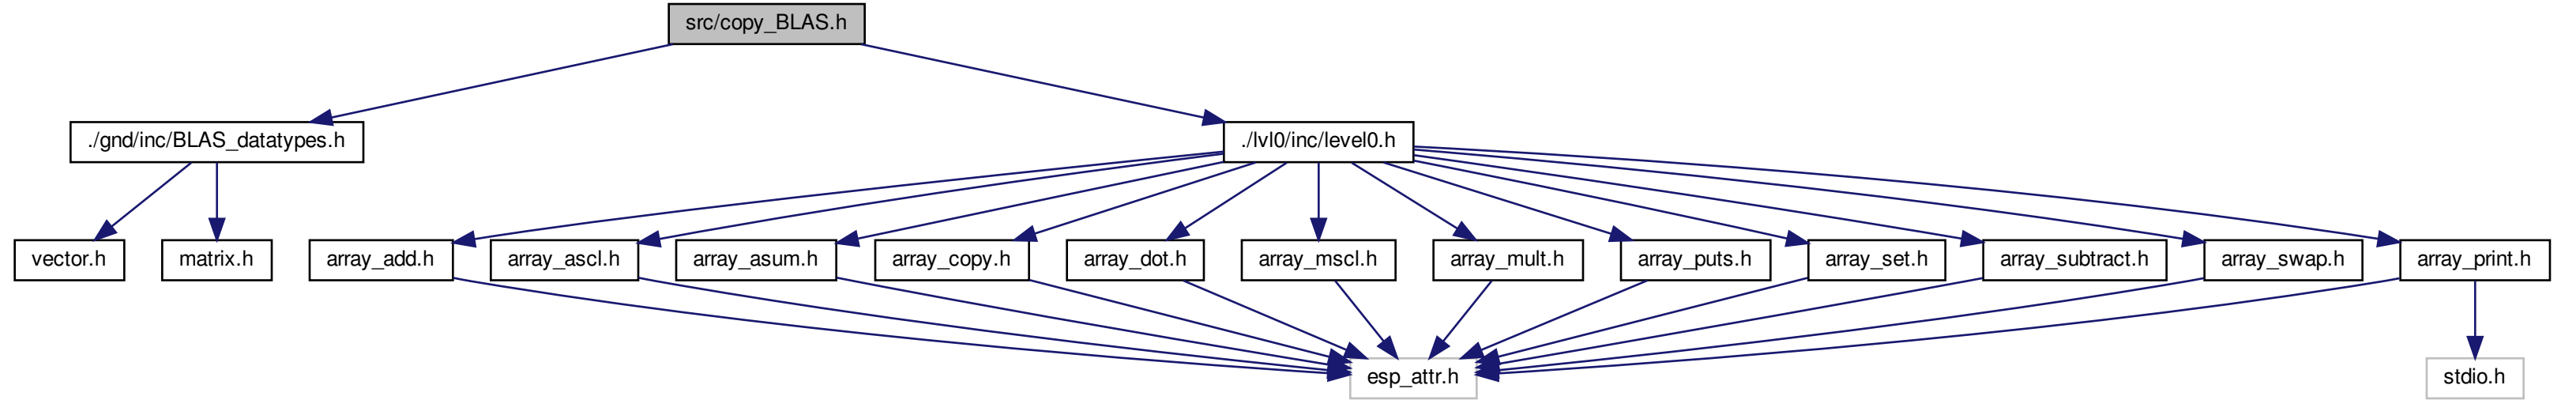 src/copy_BLAS.h
./gnd/inc/BLAS_datatypes.h
./lvl0/inc/level0.h
vector.h
matrix.h
array_add.h
array_ascl.h
array_asum.h
array_copy.h
array_dot.h
array_mscl.h
array_mult.h
array_puts.h
array_set.h
array_subtract.h
array_swap.h
array_print.h
esp_attr.h
stdio.h